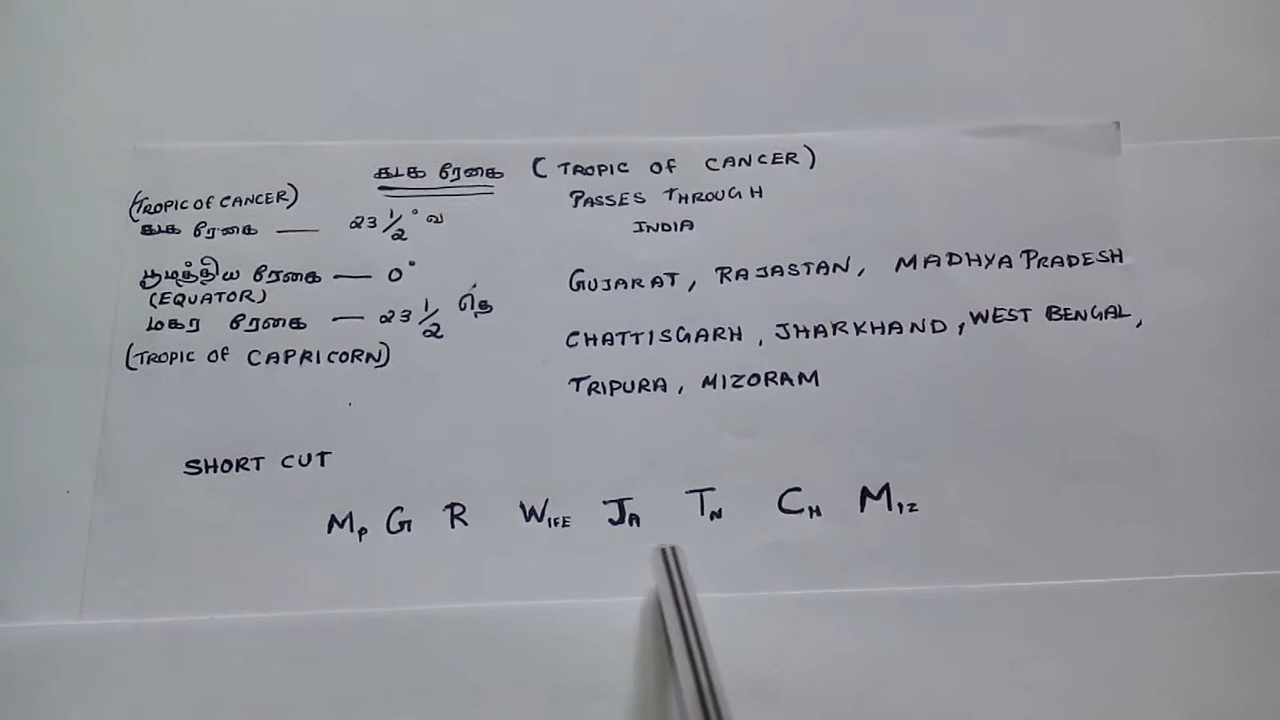 கடக ரேகை (TROPIC OF CANCER)
PASSES THROUGH
INDIA
(TROPIC OF CANCER)
கடக ரேகை — 23 1/2° வ
பூமத்திய ரேகை — 0°
(EQUATOR)
மகர ரேகை — 23 1/2 தெ
(TROPIC OF CAPRICORN)
GUJARAT, RAJASTAN, MADHYA PRADESH
CHATTISGARH, JHARKHAND, WEST BENGAL,
TRIPURA, MIZORAM
SHORT CUT
MP G R WIFE JA TN CH MIZ